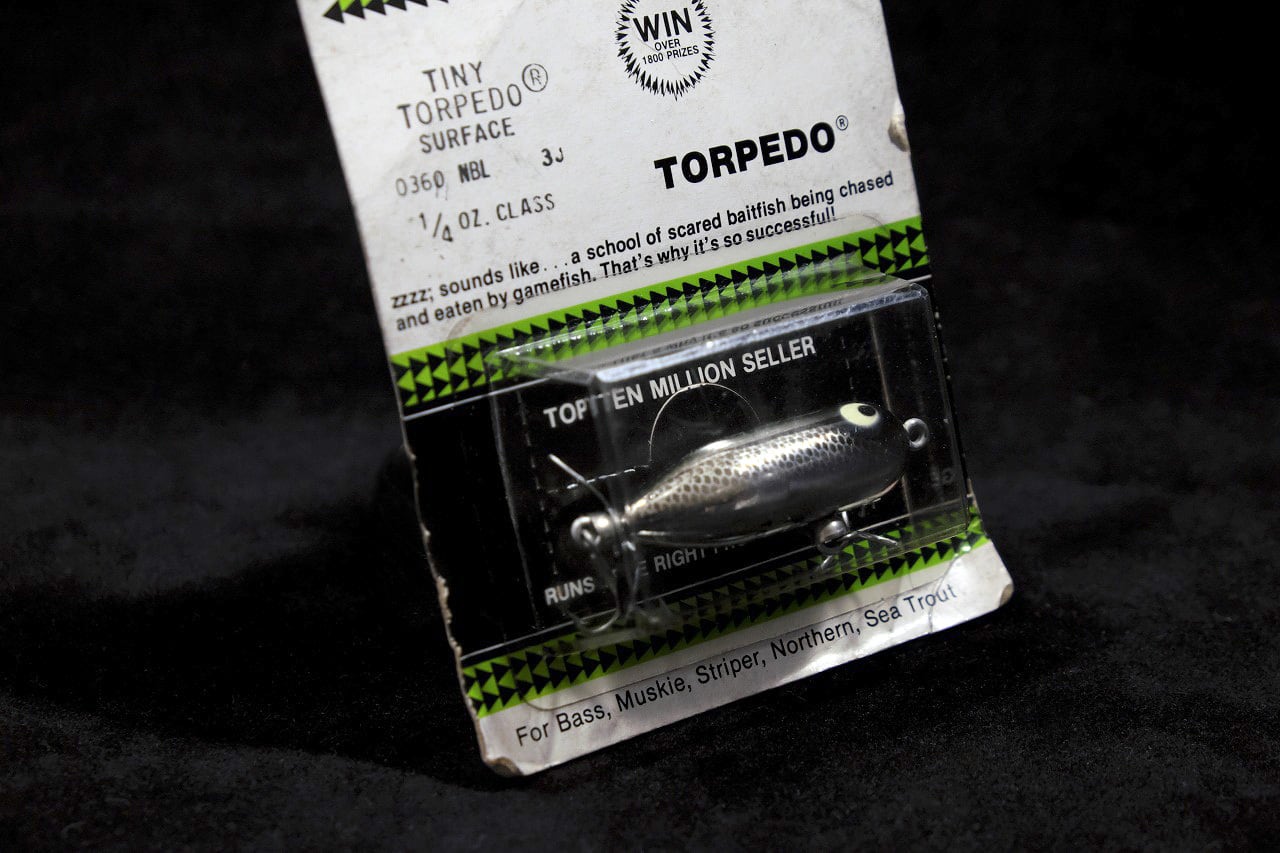 WIN
OVER
1800 PRIZES
TINY
TORPEDO®
SURFACE
0360 NBL 3J
1/4 OZ. CLASS
TORPEDO®
zzzz; sounds like...a school of scared baitfish being chased
and eaten by gamefish. That's why it's so successful!
TOP TEN MILLION SELLER
RUNS RIGHT
For Bass, Muskie, Striper, Northern, Sea Trout